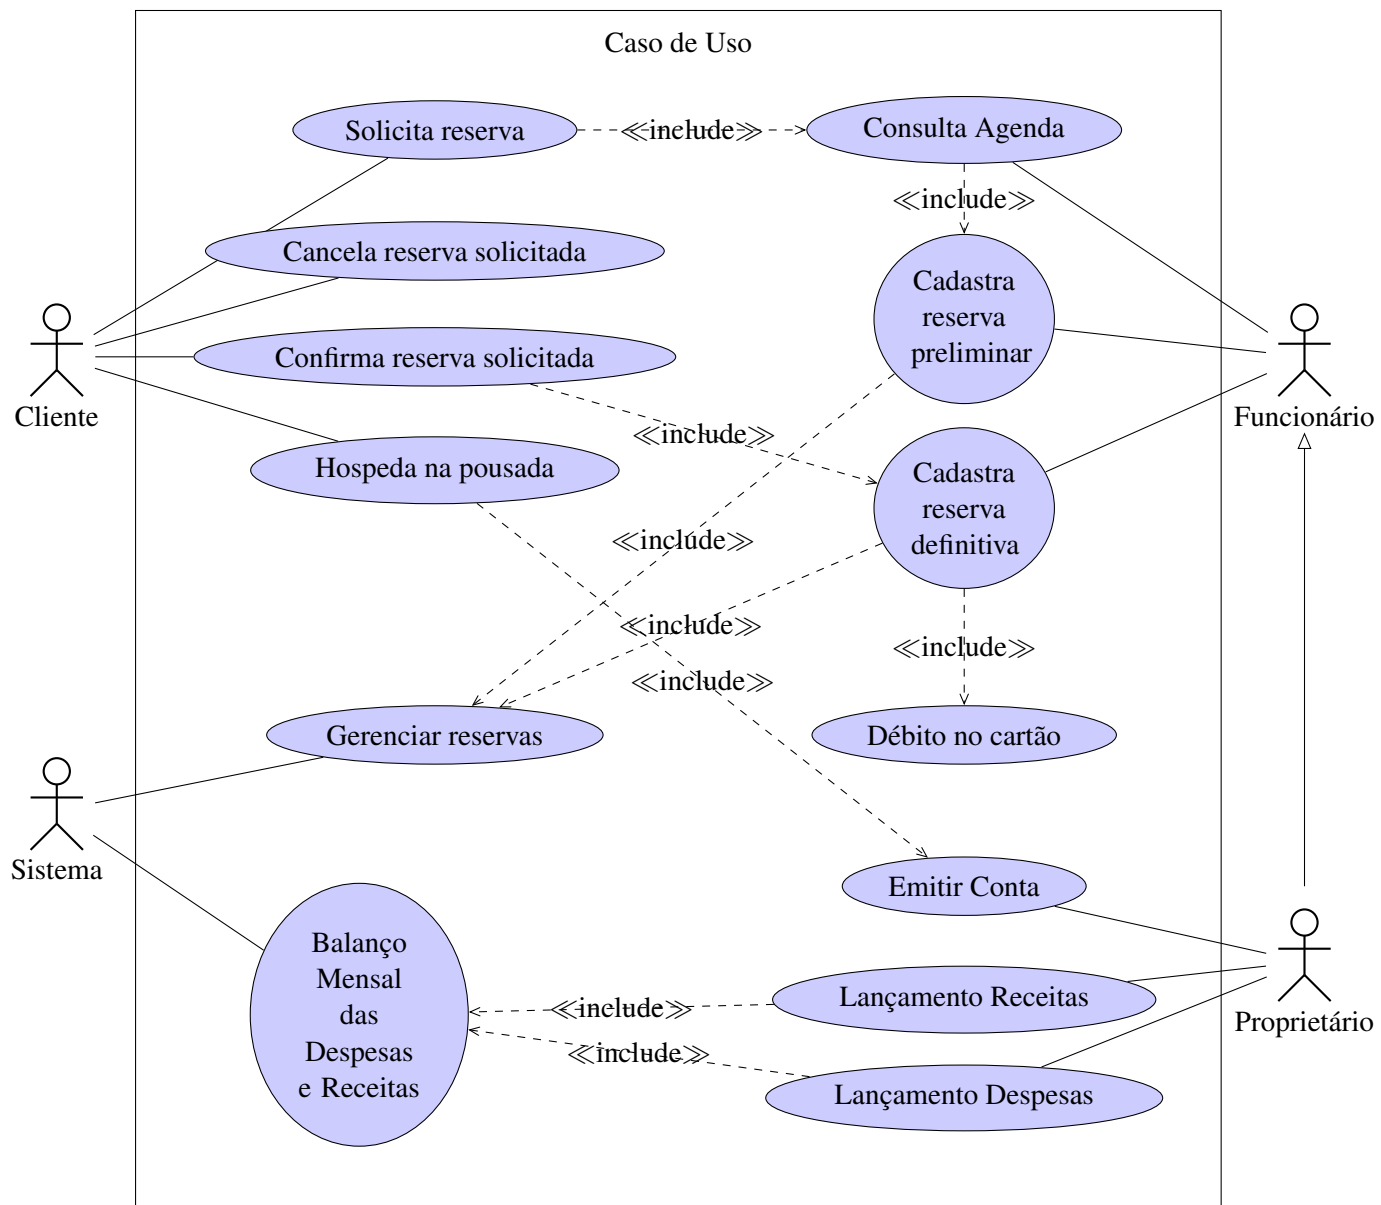 Caso de Uso
Solicita reserva
≪include≫
Consulta Agenda
≪include≫
Cancela reserva solicitada
Cadastra
reserva
preliminar
Confirma reserva solicitada
Cliente
Funcionário
≪include≫
Hospeda na pousada
Cadastra
reserva
definitiva
≪include≫
≪include≫
≪include≫
≪include≫
Gerenciar reservas
Débito no cartão
Sistema
Emitir Conta
Balanço
Mensal
das
Despesas
e Receitas
≪include≫
Lançamento Receitas
Proprietário
≪include≫
Lançamento Despesas